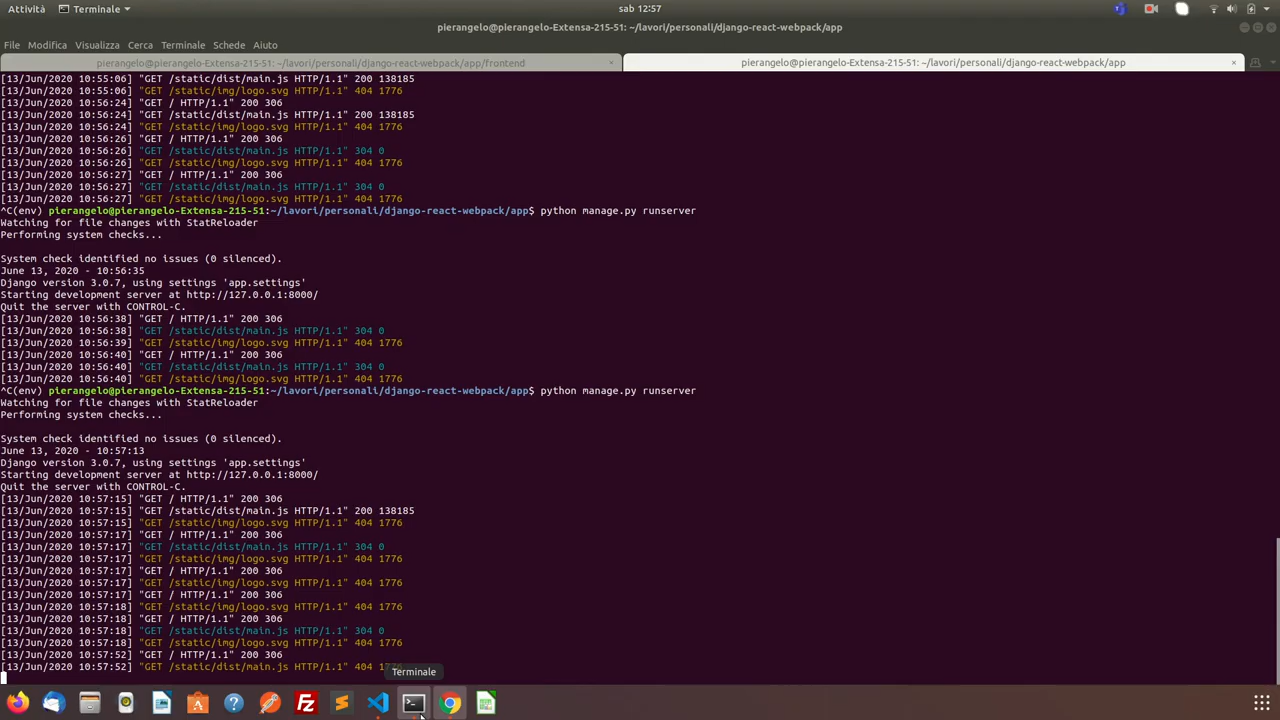 Attività
Terminale
sab 12:57
pierangelo@pierangelo-Extensa-215-51: ~/lavori/personali/django-react-webpack/app
File Modifica Visualizza Cerca Terminale Schede Aiuto
pierangelo@pierangelo-Extensa-215-51: ~/lavori/personali/django-react-webpack/app/frontend ×
pierangelo@pierangelo-Extensa-215-51: ~/lavori/personali/django-react-webpack/app ×
[13/Jun/2020 10:55:06] "GET /static/dist/main.js HTTP/1.1" 200 138185
[13/Jun/2020 10:55:06] "GET /static/img/logo.svg HTTP/1.1" 404 1776
[13/Jun/2020 10:56:24] "GET / HTTP/1.1" 200 306
[13/Jun/2020 10:56:24] "GET /static/dist/main.js HTTP/1.1" 200 138185
[13/Jun/2020 10:56:24] "GET /static/img/logo.svg HTTP/1.1" 404 1776
[13/Jun/2020 10:56:26] "GET / HTTP/1.1" 200 306
[13/Jun/2020 10:56:26] "GET /static/dist/main.js HTTP/1.1" 304 0
[13/Jun/2020 10:56:26] "GET /static/img/logo.svg HTTP/1.1" 404 1776
[13/Jun/2020 10:56:27] "GET / HTTP/1.1" 200 306
[13/Jun/2020 10:56:27] "GET /static/dist/main.js HTTP/1.1" 304 0
[13/Jun/2020 10:56:27] "GET /static/img/logo.svg HTTP/1.1" 404 1776
^C(env) pierangelo@pierangelo-Extensa-215-51:~/lavori/personali/django-react-webpack/app$ python manage.py runserver
Watching for file changes with StatReloader
Performing system checks...
System check identified no issues (0 silenced).
June 13, 2020 - 10:56:35
Django version 3.0.7, using settings 'app.settings'
Starting development server at http://127.0.0.1:8000/
Quit the server with CONTROL-C.
[13/Jun/2020 10:56:38] "GET / HTTP/1.1" 200 306
[13/Jun/2020 10:56:38] "GET /static/dist/main.js HTTP/1.1" 304 0
[13/Jun/2020 10:56:39] "GET /static/img/logo.svg HTTP/1.1" 404 1776
[13/Jun/2020 10:56:40] "GET / HTTP/1.1" 200 306
[13/Jun/2020 10:56:40] "GET /static/dist/main.js HTTP/1.1" 304 0
[13/Jun/2020 10:56:40] "GET /static/img/logo.svg HTTP/1.1" 404 1776
^C(env) pierangelo@pierangelo-Extensa-215-51:~/lavori/personali/django-react-webpack/app$ python manage.py runserver
Watching for file changes with StatReloader
Performing system checks...
System check identified no issues (0 silenced).
June 13, 2020 - 10:57:13
Django version 3.0.7, using settings 'app.settings'
Starting development server at http://127.0.0.1:8000/
Quit the server with CONTROL-C.
[13/Jun/2020 10:57:15] "GET / HTTP/1.1" 200 306
[13/Jun/2020 10:57:15] "GET /static/dist/main.js HTTP/1.1" 200 138185
[13/Jun/2020 10:57:15] "GET /static/img/logo.svg HTTP/1.1" 404 1776
[13/Jun/2020 10:57:17] "GET / HTTP/1.1" 200 306
[13/Jun/2020 10:57:17] "GET /static/dist/main.js HTTP/1.1" 304 0
[13/Jun/2020 10:57:17] "GET /static/img/logo.svg HTTP/1.1" 404 1776
[13/Jun/2020 10:57:17] "GET / HTTP/1.1" 200 306
[13/Jun/2020 10:57:17] "GET /static/img/logo.svg HTTP/1.1" 404 1776
[13/Jun/2020 10:57:17] "GET / HTTP/1.1" 200 306
[13/Jun/2020 10:57:18] "GET /static/img/logo.svg HTTP/1.1" 404 1776
[13/Jun/2020 10:57:18] "GET / HTTP/1.1" 200 306
[13/Jun/2020 10:57:18] "GET /static/dist/main.js HTTP/1.1" 304 0
[13/Jun/2020 10:57:18] "GET /static/img/logo.svg HTTP/1.1" 404 1776
[13/Jun/2020 10:57:52] "GET / HTTP/1.1" 200 306
[13/Jun/2020 10:57:52] "GET /static/dist/main.js HTTP/1.1" 404
Terminale